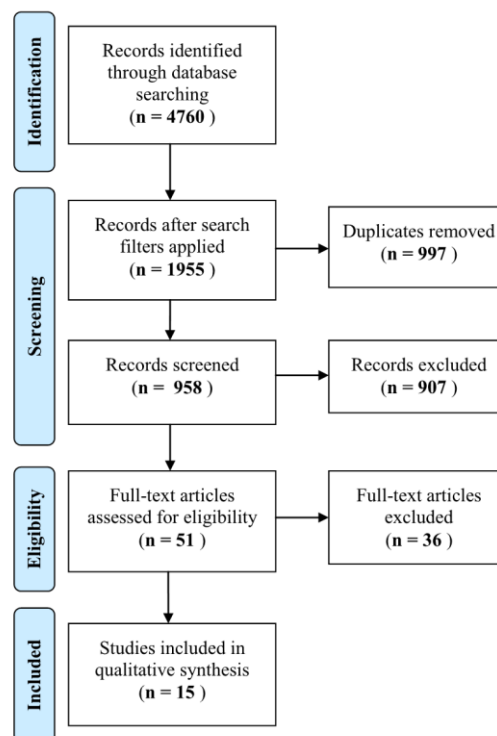 Identification
Records identified
through database
searching
(n = 4760 )
Screening
Records after search
filters applied
(n = 1955 )
Duplicates removed
(n = 997 )
Records screened
(n = 958 )
Records excluded
(n = 907 )
Eligibility
Full-text articles
assessed for eligibility
(n = 51 )
Full-text articles
excluded
(n = 36 )
Included
Studies included in
qualitative synthesis
(n = 15 )